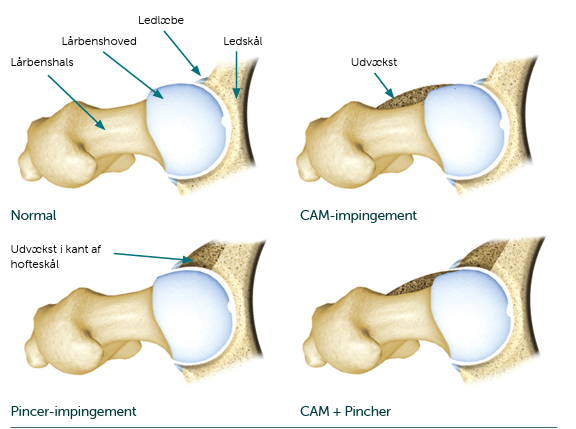 Ledlæbe
Lårbenshoved
Ledskål
Lårbenshals
Udvækst
Normal
CAM-impingement
Udvækst i kant af
hofteskål
Pincer-impingement
CAM + Pincher